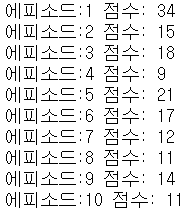 에피소드:1 점수: 34
에피소드:2 점수: 15
에피소드:3 점수: 18
에피소드:4 점수: 9
에피소드:5 점수: 21
에피소드:6 점수: 17
에피소드:7 점수: 12
에피소드:8 점수: 11
에피소드:9 점수: 14
에피소드:10 점수: 11